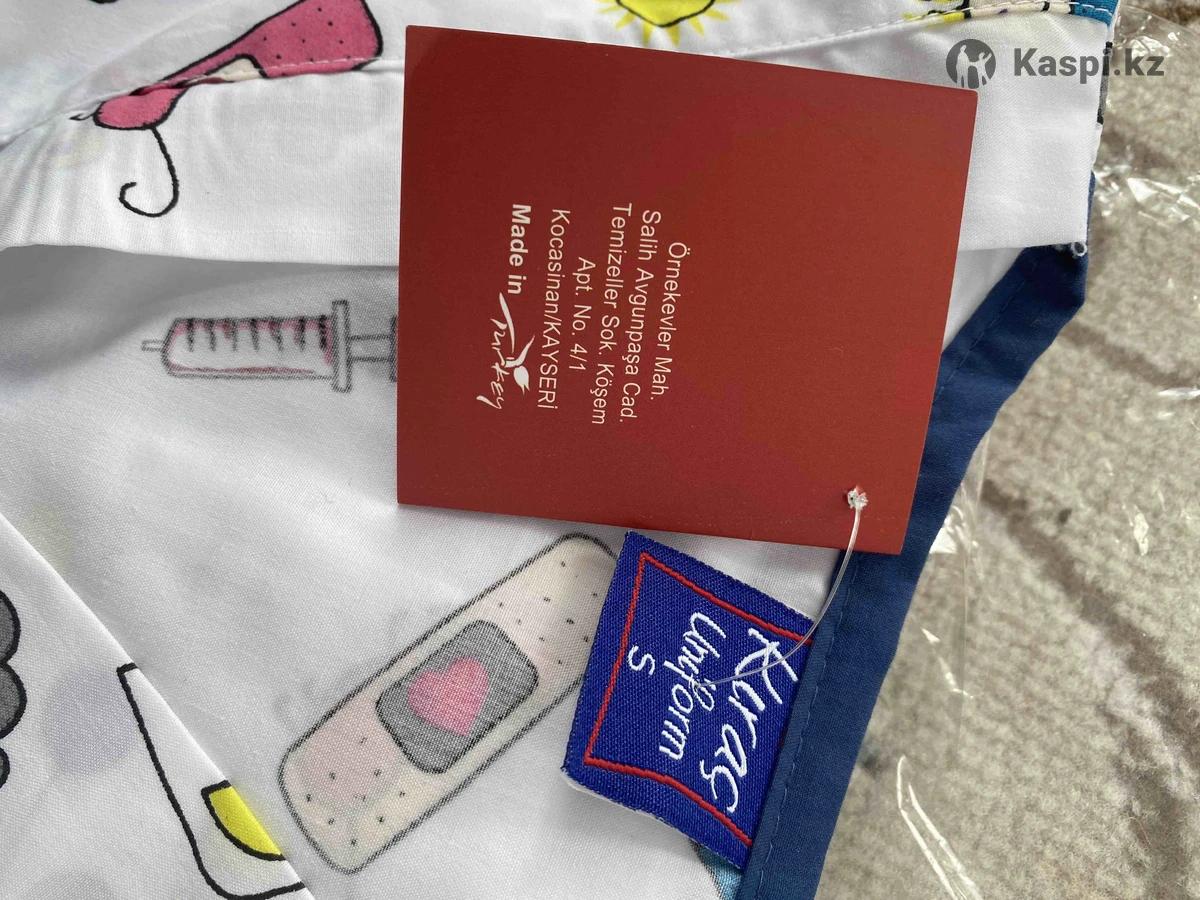 Kaspi.kz
Örnekevler Mah.
Salih Avgunpaşa Cad.
Temizeller Sok. Köşem
Apt. No. 4/1
Kocasinan/KAYSERİ
Made in Turkey
Kıraç
Uniform
S